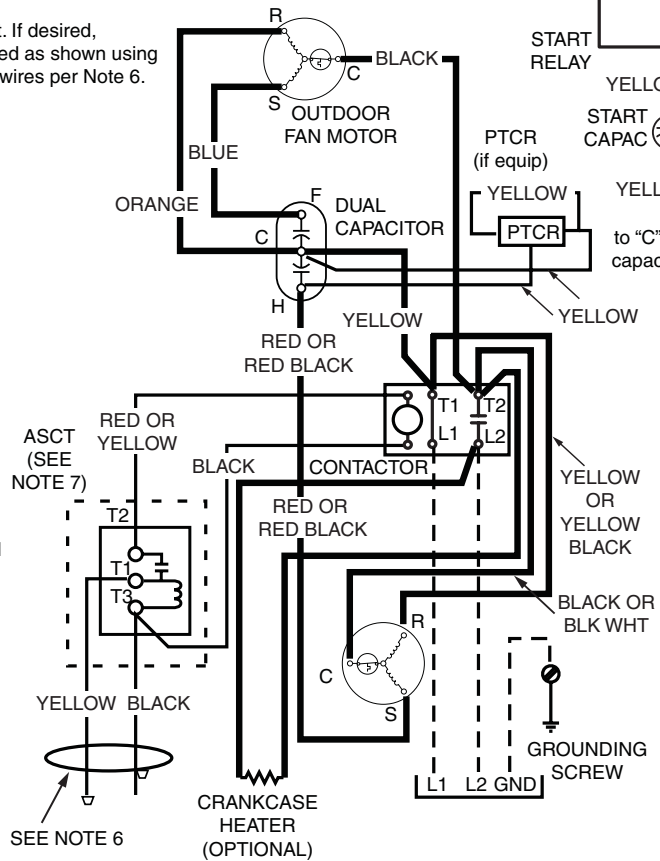 t. If desired,
ed as shown using
wires per Note 6.
R
C
S
BLACK
OUTDOOR
FAN MOTOR
START
RELAY
YELLO
START
CAPAC
PTCR
(if equip)
YELLOW
YELL
PTCR
to “C”
capac
BLUE
ORANGE
F
DUAL
CAPACITOR
C
H
YELLOW
YELLOW
RED OR
RED BLACK
T1
T2
L1
L2
CONTACTOR
RED OR
YELLOW
ASCT
(SEE
NOTE 7)
BLACK
YELLOW
OR
YELLOW
BLACK
RED OR
RED BLACK
T2
T1
T3
BLACK OR
BLK WHT
R
C
S
YELLOW
BLACK
GROUNDING
SCREW
L1
L2
GND
CRANKCASE
HEATER
(OPTIONAL)
SEE NOTE 6